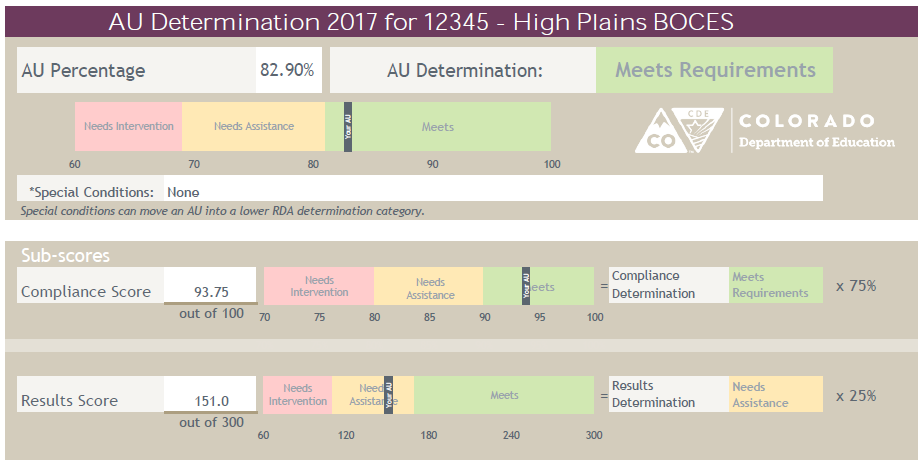 AU Determination 2017 for 12345 - High Plains BOCES
AU Percentage 82.90% AU Determination: Meets Requirements
Needs Intervention Needs Assistance Your AU Meets
60 70 80 90 100
CDE
CO
COLORADO
Department of Education
*Special Conditions: None
Special conditions can move an AU into a lower RDA determination category.
Sub-scores
Compliance Score 93.75
out of 100
Needs
Intervention
Needs
Assistance
Your AU
eets
70 75 80 85 90 95 100
=
Compliance
Determination
Meets
Requirements
x 75%
Results Score 151.0
out of 300
Needs
Intervention
Need
Assistance
Your AU
Meets
60 120 180 240 300
=
Results
Determination
Needs
Assistance
x 25%